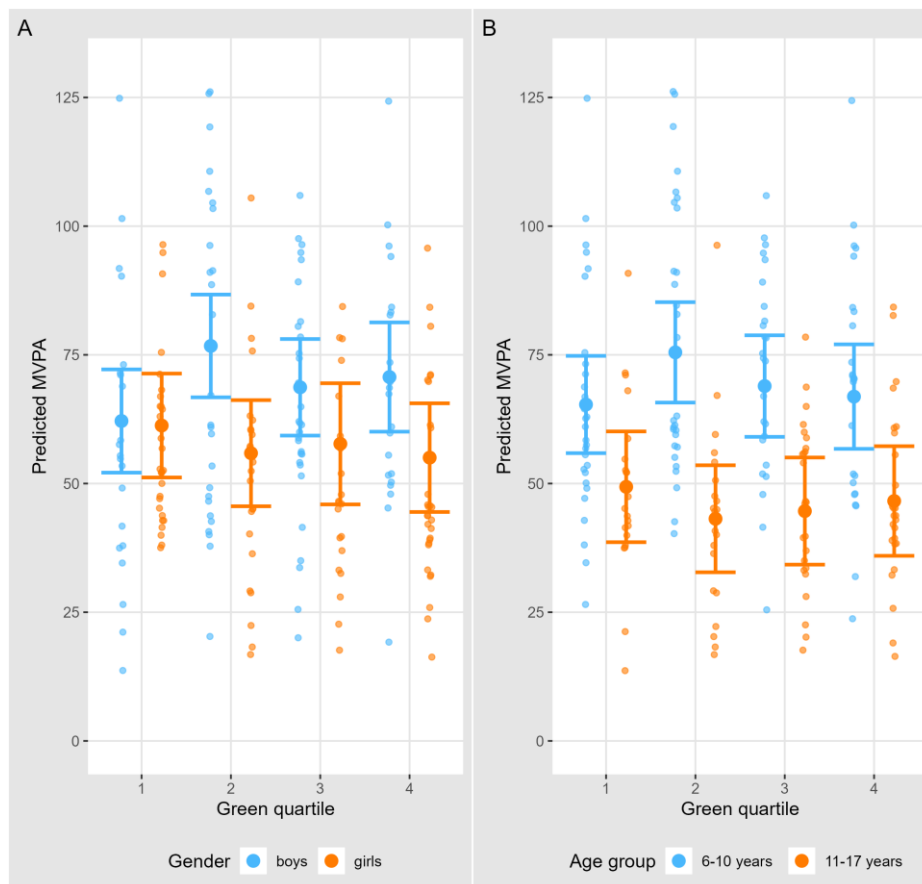 A
Predicted MVPA
125
100
75
50
25
0
1 2 3 4
Green quartile
Gender boys girls
B
Predicted MVPA
125
100
75
50
25
0
1 2 3 4
Green quartile
Age group 6-10 years 11-17 years